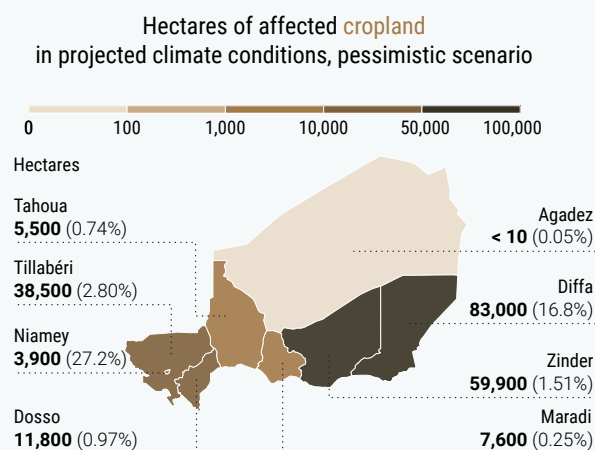 Hectares of affected cropland
in projected climate conditions, pessimistic scenario
0 100 1,000 10,000 50,000 100,000
Hectares
Tahoua
5,500 (0.74%)
Tillabéri
38,500 (2.80%)
Niamey
3,900 (27.2%)
Dosso
11,800 (0.97%)
Agadez
< 10 (0.05%)
Diffa
83,000 (16.8%)
Zinder
59,900 (1.51%)
Maradi
7,600 (0.25%)